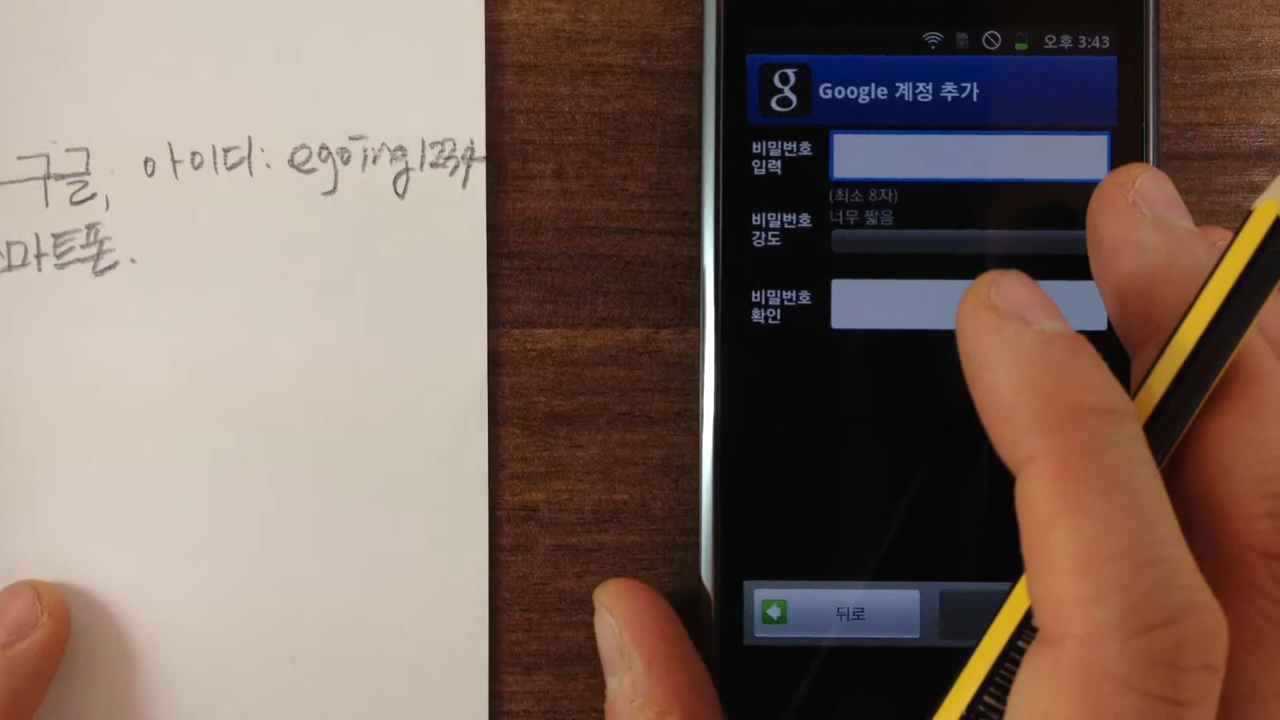 구글, 아이디: egoing1234
스마트폰.
오후 3:43
g Google 계정 추가
비밀번호
입력
(최소 8자)
비밀번호
강도
너무 짧음
비밀번호
확인
뒤로